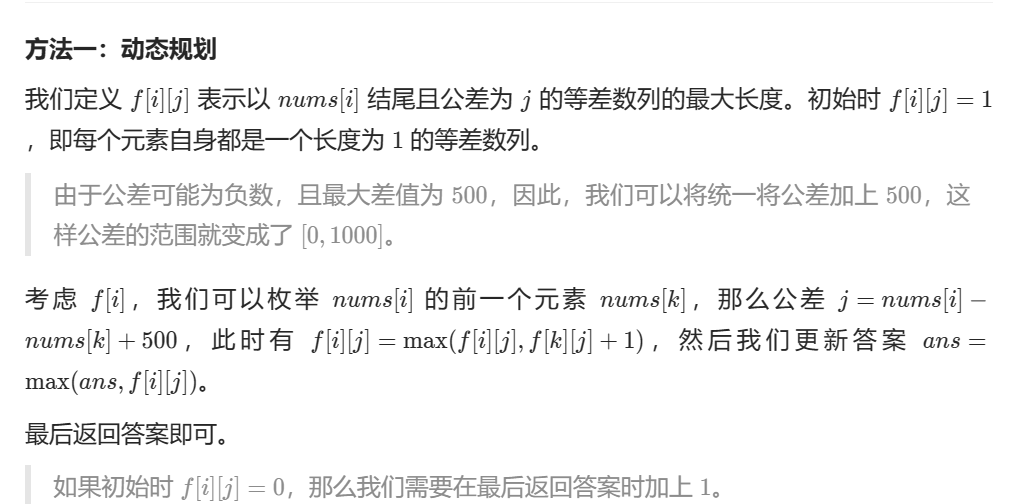 方法一：动态规划
我们定义 f[i][j] 表示以 nums[i] 结尾且公差为 j 的等差数列的最大长度。初始时 f[i][j] = 1
，即每个元素自身都是一个长度为 1 的等差数列。
由于公差可能为负数，且最大差值为 500，因此，我们可以将统一将公差加上 500，这
样公差的范围就变成了 [0, 1000]。
考虑 f[i]，我们可以枚举 nums[i] 的前一个元素 nums[k]，那么公差 j = nums[i] −
nums[k] + 500，此时有 f[i][j] = max(f[i][j], f[k][j] + 1)，然后我们更新答案 ans =
max(ans, f[i][j])。
最后返回答案即可。
如果初始时 f[i][j] = 0，那么我们需要在最后返回答案时加上 1。